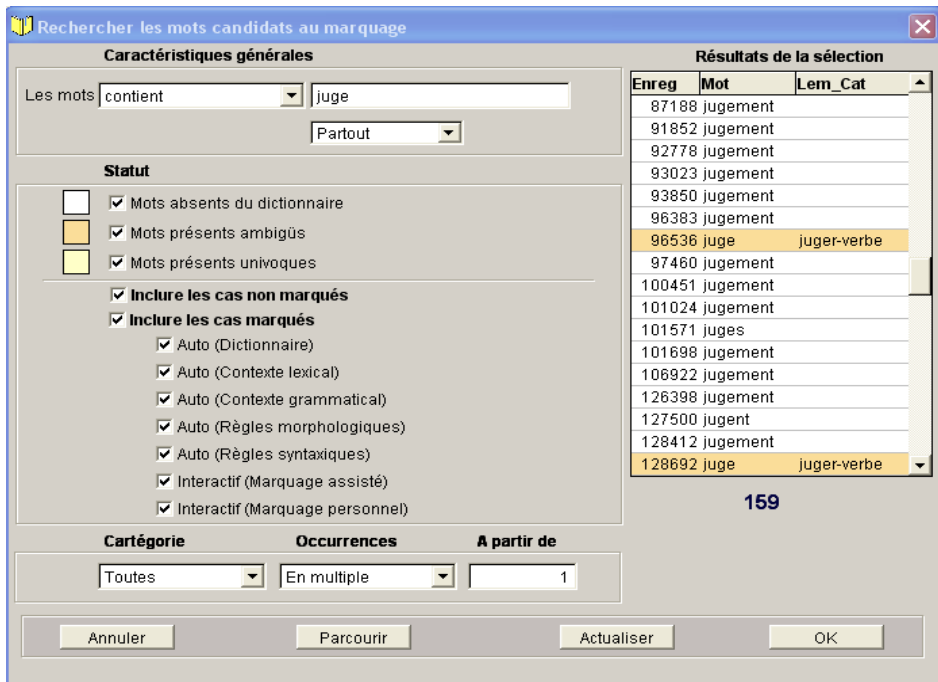 Rechercher les mots candidats au marquage
Caractéristiques générales
Les mots contient juge
Partout
Statut
Mots absents du dictionnaire
Mots présents ambigüs
Mots présents univoques
Inclure les cas non marqués
Inclure les cas marqués
Auto (Dictionnaire)
Auto (Contexte lexical)
Auto (Contexte grammatical)
Auto (Règles morphologiques)
Auto (Règles syntaxiques)
Interactif (Marquage assisté)
Interactif (Marquage personnel)
Cartégorie Occurrences A partir de
Toutes En multiple 1
Résultats de la sélection
Enreg Mot Lem_Cat
87188 jugement
91852 jugement
92778 jugement
93023 jugement
93850 jugement
96383 jugement
96536 juge juger-verbe
97460 jugement
100451 jugement
101024 jugement
101571 juges
101698 jugement
106922 jugement
126398 jugement
127500 jugent
128412 jugement
128692 juge juger-verbe
159
Annuler Parcourir Actualiser OK